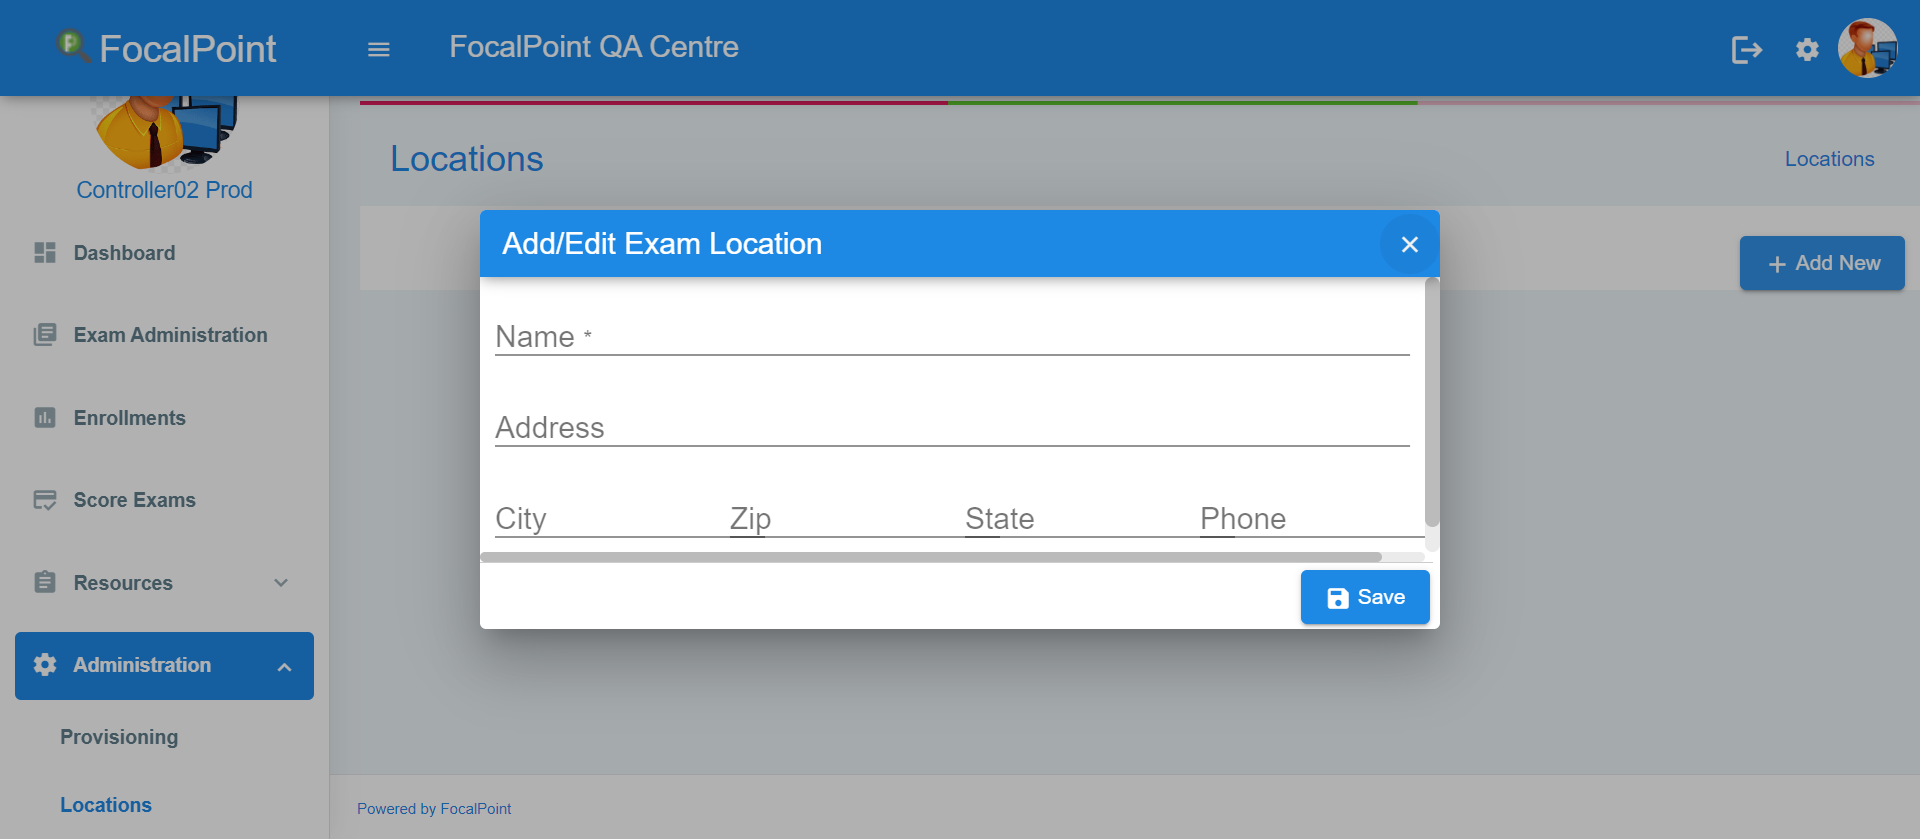 FocalPoint
FocalPoint QA Centre
Controller02 Prod
Dashboard
Exam Administration
Enrollments
Score Exams
Resources
Administration
Provisioning
Locations
Locations
Locations
Add New
Add/Edit Exam Location
Name *
Address
City Zip State Phone
Save
Powered by FocalPoint